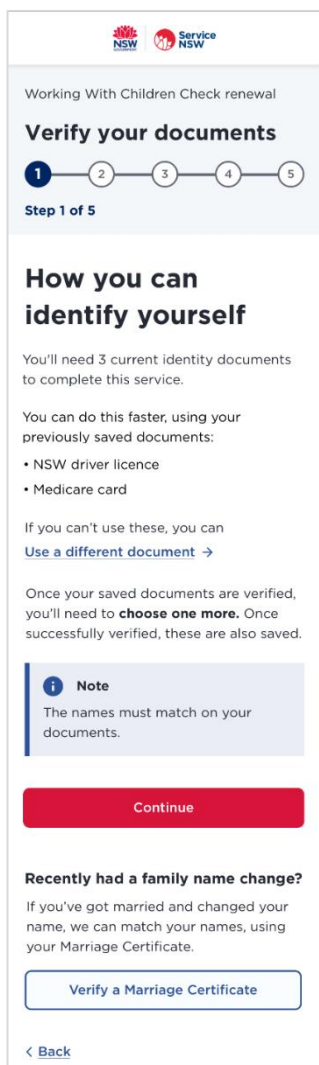 NSW
GOVERNMENT
Service
NSW
Working With Children Check renewal
Verify your documents
1 2 3 4 5
Step 1 of 5
How you can
identify yourself
You'll need 3 current identity documents
to complete this service.
You can do this faster, using your
previously saved documents:
• NSW driver licence
• Medicare card
If you can't use these, you can
Use a different document →
Once your saved documents are verified,
you'll need to choose one more. Once
successfully verified, these are also saved.
i Note
The names must match on your
documents.
Continue
Recently had a family name change?
If you've got married and changed your
name, we can match your names, using
your Marriage Certificate.
Verify a Marriage Certificate
< Back